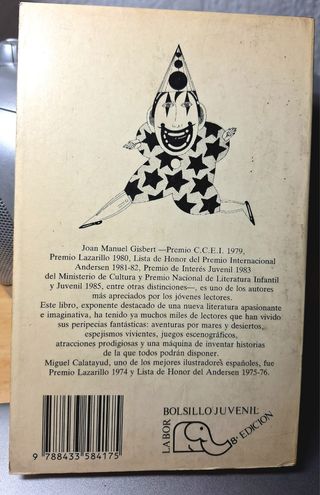 Joan Manuel Gisbert —Premio C.C.E.I. 1979,
Premio Lazarillo 1980, Lista de Honor del Premio Internacional
Andersen 1981-82, Premio de Interés Juvenil 1983
del Ministerio de Cultura y Premio Nacional de Literatura Infantil
y Juvenil 1985, entre otras distinciones—, es uno de los autores
más apreciados por los jóvenes lectores.
Este libro, exponente destacado de una nueva literatura apasionante
e imaginativa, ha tenido ya muchos miles de lectores que han vivido
sus peripecias fantásticas: aventuras por mares y desiertos,
espejismos vivientes, juegos escenográficos,
atracciones prodigiosas y una máquina de inventar historias
de la que todos podrán disponer.
Miguel Calatayud, uno de los mejores ilustradores españoles, fue
Premio Lazarillo 1974 y Lista de Honor del Andersen 1975-76.
BOLSILLO JUVENIL
LABOR
8ª EDICION
9 788433 584175